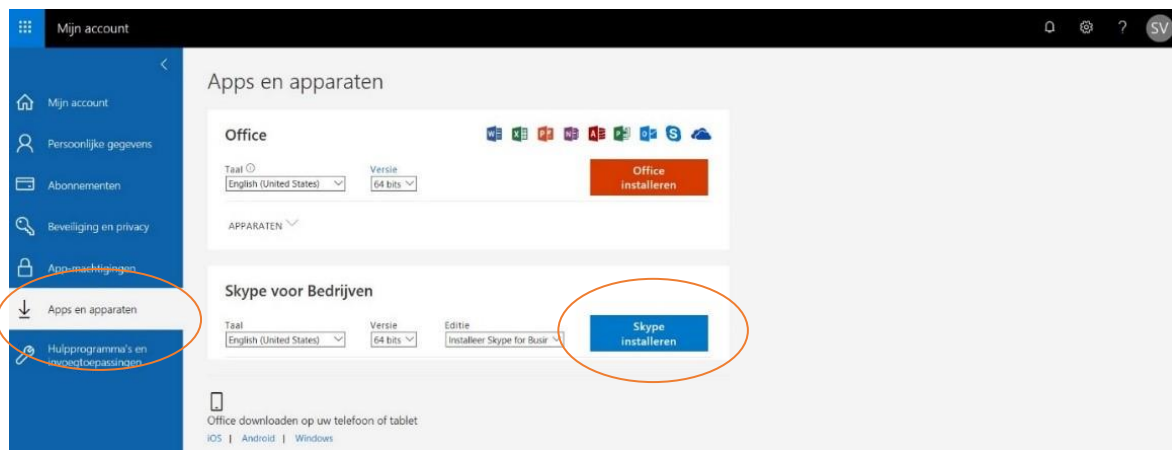 Mijn account
?
SV
Mijn account
Persoonlijke gegevens
Abonnementen
Beveiliging en privacy
App-machtigingen
Apps en apparaten
Hulpprogramma's en
invoegtoepassingen
Apps en apparaten
Office
Taal
Versie
English (United States)
64 bits
Office
installeren
APPARATEN
Skype voor Bedrijven
Taal
Versie
Editie
English (United States)
64 bits
Installeer Skype for Busir
Skype
installeren
Office downloaden op uw telefoon of tablet
iOS | Android | Windows